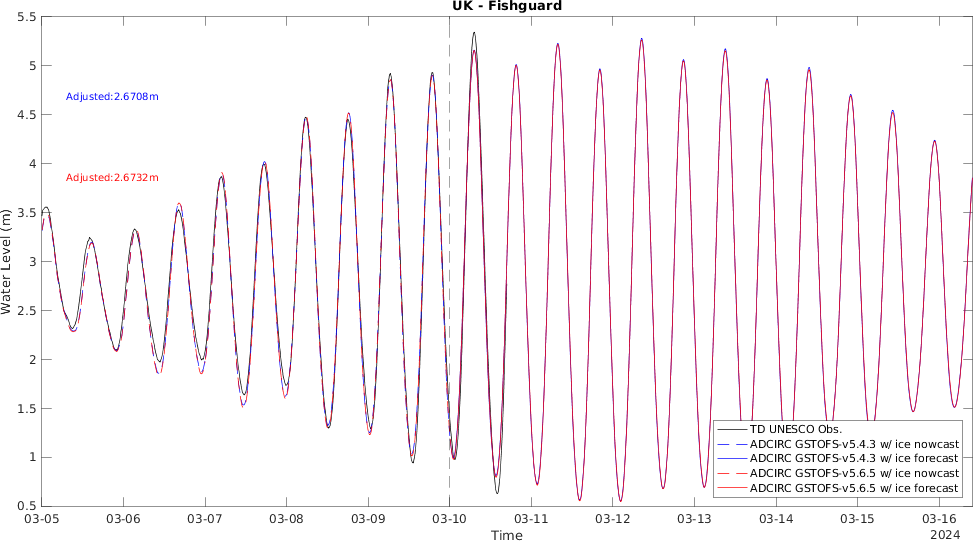 UK - Fishguard
5.5
5
4.5
4
3.5
3
2.5
2
1.5
1
0.5
Water Level (m)
Adjusted:2.6708m
Adjusted:2.6732m
TD UNESCO Obs.
ADCIRC GSTOFS-v5.4.3 w/ ice nowcast
ADCIRC GSTOFS-v5.4.3 w/ ice forecast
ADCIRC GSTOFS-v5.6.5 w/ ice nowcast
ADCIRC GSTOFS-v5.6.5 w/ ice forecast
03-05 03-06 03-07 03-08 03-09 03-10 03-11 03-12 03-13 03-14 03-15 03-16
Time
2024